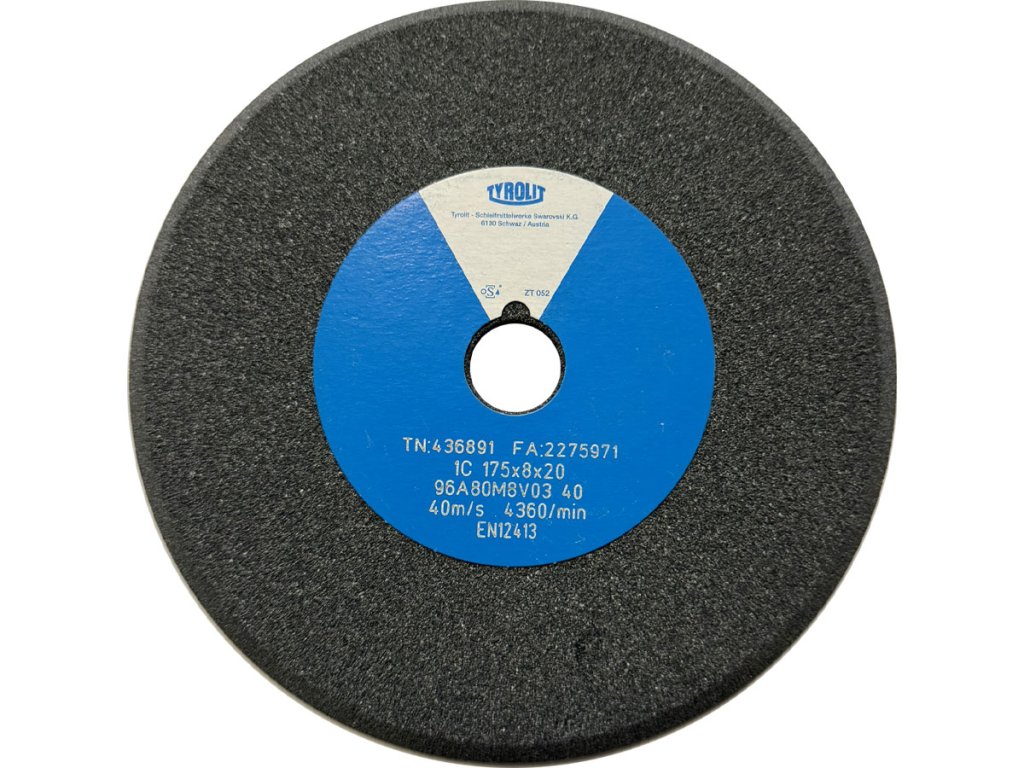 TYROLIT
Tyrolit - Schleifmittelwerke Swarovski K.G.
6130 Schwaz / Austria
oS ZT 052
TN:436891 FA:2275971
1C 175x8x20
96A80M8V03 40
40m/s 4360/min
EN12413